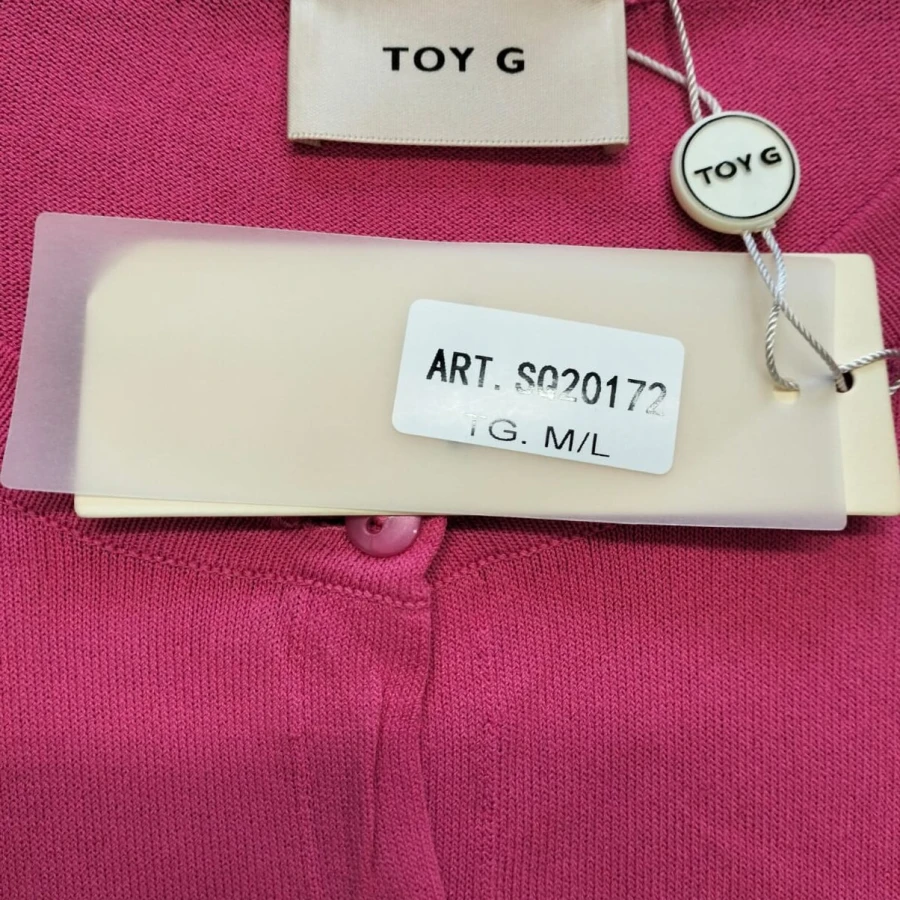 TOY G
TOY G
ART. SQ20172
TG. M/L